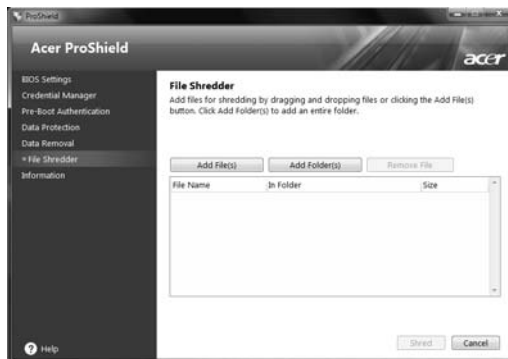 ProShield
Acer ProShield
acer
BIOS Settings
Credential Manager
Pre-Boot Authentication
Data Protection
Data Removal
File Shredder
Information
Help
File Shredder
Add files for shredding by dragging and dropping files or clicking the Add File(s)
button. Click Add Folder(s) to add an entire folder.
Add File(s) Add Folder(s) Remove File
File Name In Folder Size
Shred Cancel